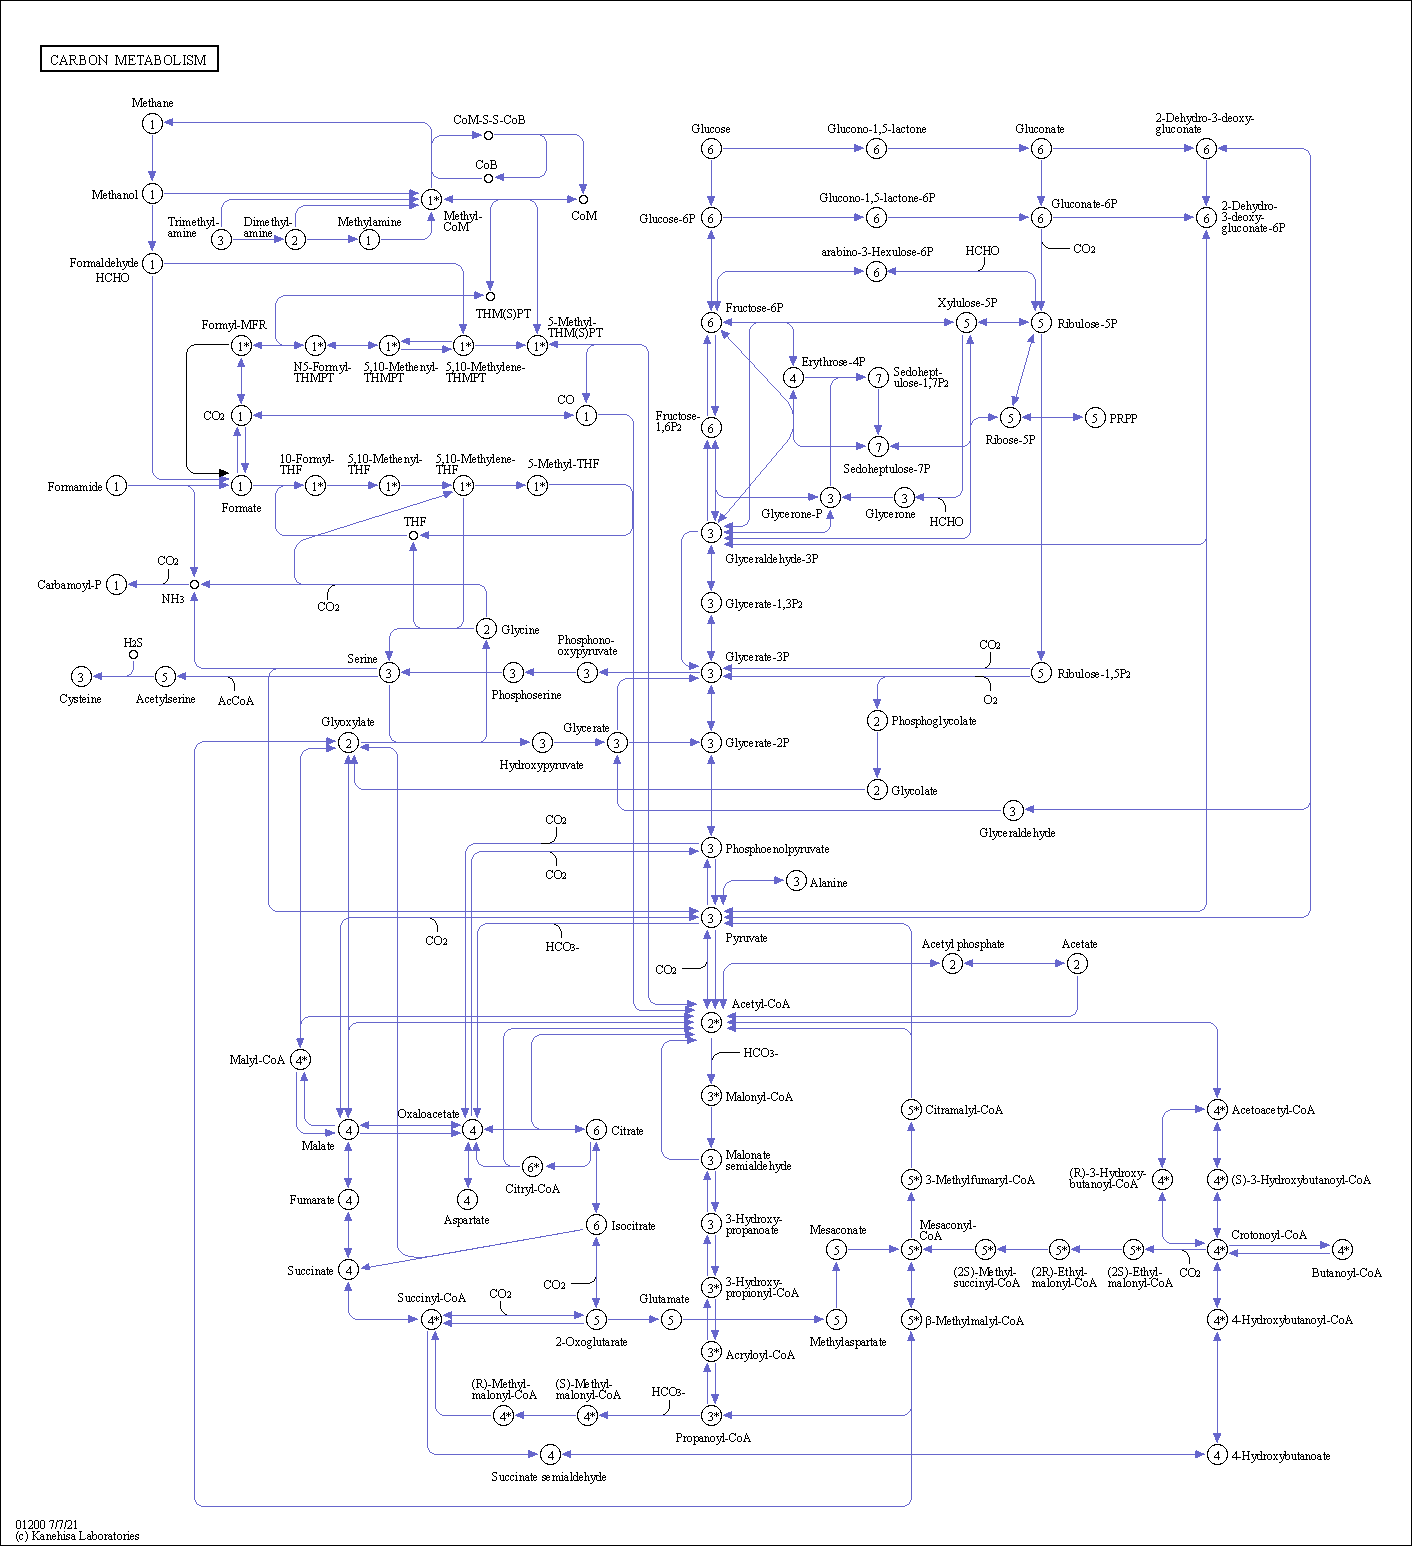 CARBON METABOLISM
Methane
1
CoM-S-S-CoB
CoB
Methanol
1
1*
Methyl-
CoM
CoM
Trimethyl-
amine
3
Dimethyl-
amine
2
Methylamine
1
Formaldehyde
HCHO
1
THM(S)PT
Formyl-MFR
1*
1*
N5-Formyl-
THMPT
1*
5,10-Methenyl-
THMPT
1*
5,10-Methylene-
THMPT
5-Methyl-
THM(S)PT
1*
CO2
1
CO
1
Formamide
1
1
Formate
10-Formyl-
THF
1*
5,10-Methenyl-
THF
1*
5,10-Methylene-
THF
1*
5-Methyl-THF
1*
THF
Carbamoyl-P
1
CO2
NH3
CO2
2
Glycine
H2S
3
Cysteine
5
Acetylserine
AcCoA
Serine
3
3
Phosphoserine
Phosphono-
oxypyruvate
3
Glyoxylate
2
3
Hydroxypyruvate
Glycerate
3
Glucose
6
Glucono-1,5-lactone
6
Gluconate
6
2-Dehydro-3-deoxy-
gluconate
6
Glucose-6P
6
Glucono-1,5-lactone-6P
6
Gluconate-6P
6
2-Dehydro-
3-deoxy-
gluconate-6P
6
CO2
arabino-3-Hexulose-6P
6
HCHO
Fructose-6P
6
Xylulose-5P
5
5
Ribulose-5P
Erythrose-4P
4
7
Sedohept-
ulose-1,7P2
Fructose-
1,6P2
6
5
Ribose-5P
5
PRPP
7
Sedoheptulose-7P
3
Glycerone-P
3
Glycerone
HCHO
3
Glyceraldehyde-3P
3
Glycerate-1,3P2
3
Glycerate-3P
CO2
O2
5
Ribulose-1,5P2
2
Phosphoglycolate
3
Glycerate-2P
2
Glycolate
3
Glyceraldehyde
CO2
CO2
3
Phosphoenolpyruvate
3
Alanine
CO2
HCO3-
3
Pyruvate
CO2
Acetyl phosphate
2
Acetate
2
Acetyl-CoA
2*
HCO3-
Malyl-CoA
4*
3*
Malonyl-CoA
5*
Citramalyl-CoA
4*
Acetoacetyl-CoA
Malate
4
Oxaloacetate
4
6
Citrate
6*
Citryl-CoA
3
Malonate
semialdehyde
5*
3-Methylfumaryl-CoA
(R)-3-Hydroxy-
butanoyl-CoA
4*
4*
(S)-3-Hydroxybutanoyl-CoA
Fumarate
4
4
Aspartate
6
Isocitrate
3
3-Hydroxy-
propanoate
Mesaconate
5
Mesaconyl-
CoA
5*
5*
(2S)-Methyl-
succinyl-CoA
5*
(2R)-Ethyl-
malonyl-CoA
5*
(2S)-Ethyl-
malonyl-CoA
CO2
Crotonoyl-CoA
4*
4*
Butanoyl-CoA
Succinate
4
CO2
3*
3-Hydroxy-
propionyl-CoA
Succinyl-CoA
4*
CO2
5
2-Oxoglutarate
Glutamate
5
5
Methylaspartate
5*
β-Methylmalyl-CoA
4*
4-Hydroxybutanoyl-CoA
3*
Acryloyl-CoA
(R)-Methyl-
malonyl-CoA
4*
(S)-Methyl-
malonyl-CoA
4*
HCO3-
3*
Propanoyl-CoA
4
Succinate semialdehyde
4
4-Hydroxybutanoate
01200 7/7/21
(c) Kanehisa Laboratories